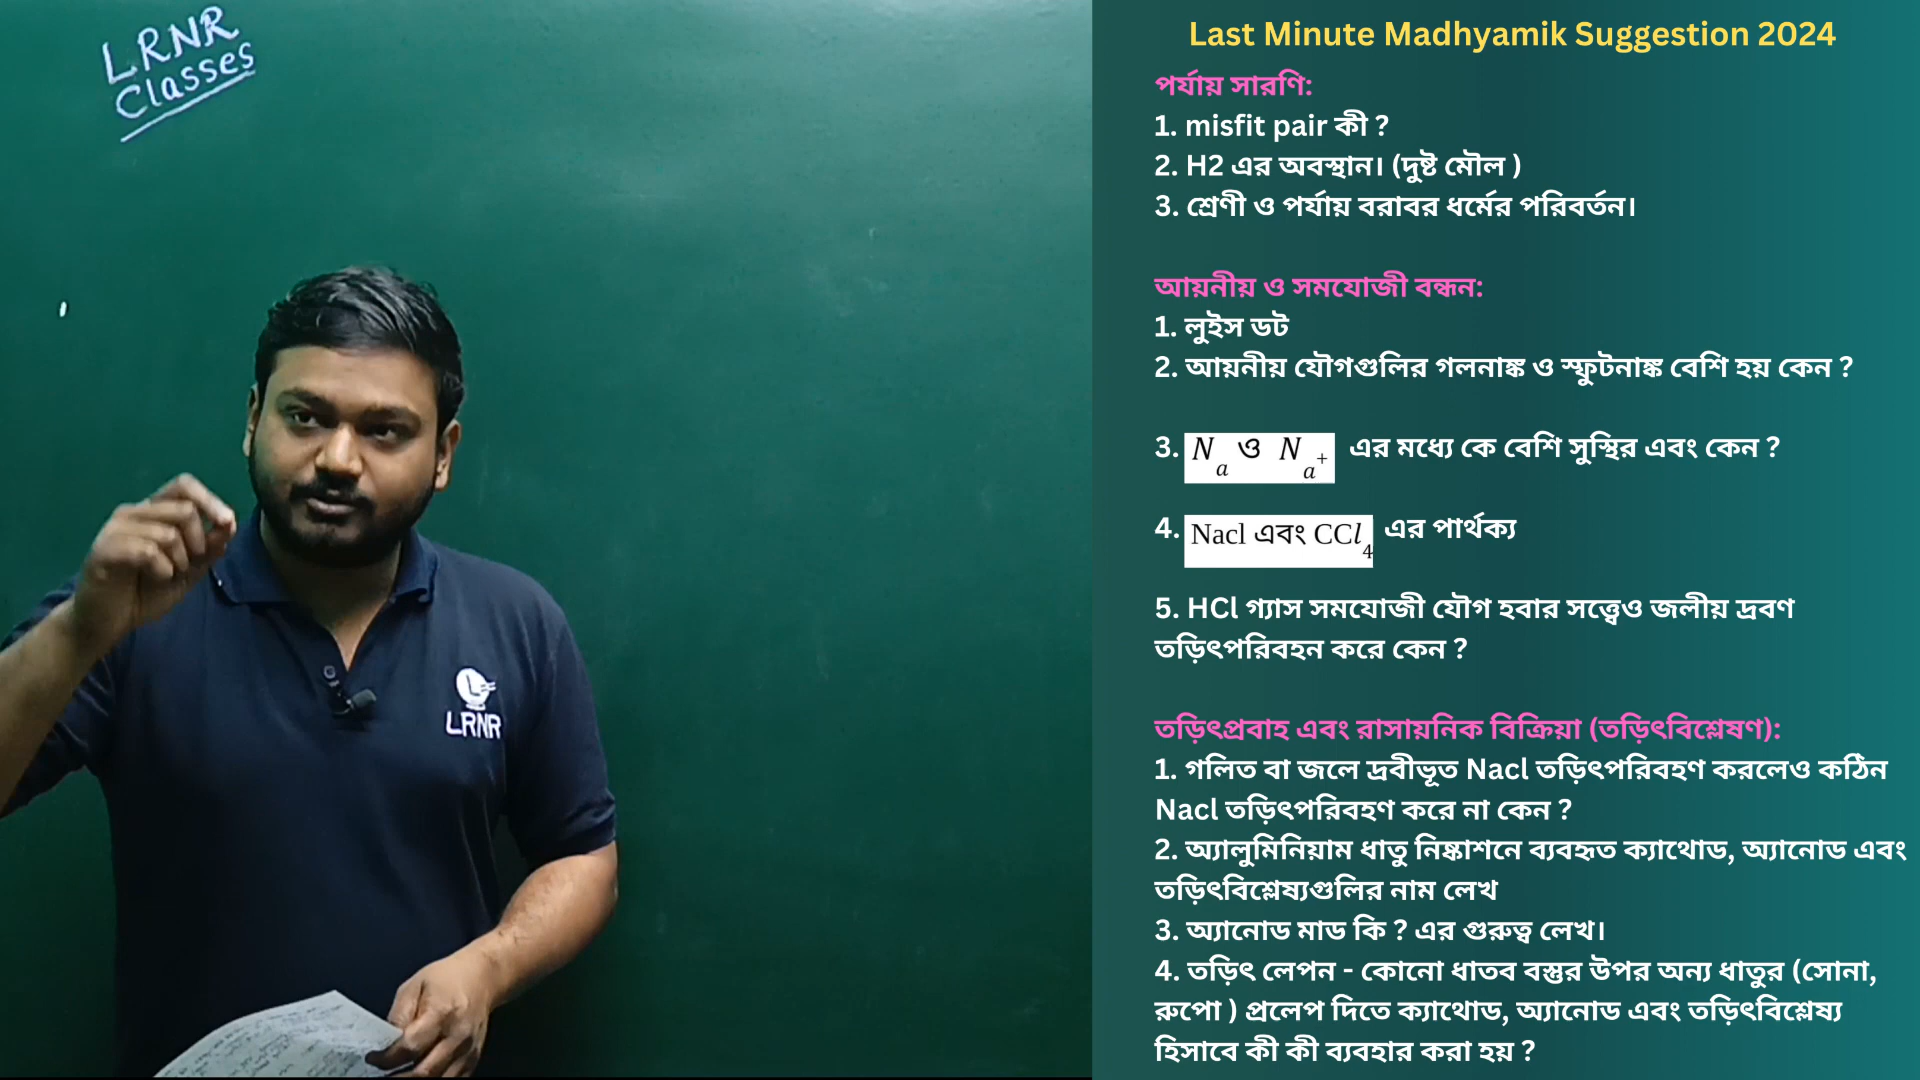 LRNR
Classes
LRNR
Last Minute Madhyamik Suggestion 2024
পর্যায় সারণি:
1. misfit pair কী ?
2. H2 এর অবস্থান। (দুষ্ট মৌল )
3. শ্রেণী ও পর্যায় বরাবর ধর্মের পরিবর্তন।
আয়নীয় ও সমযোজী বন্ধন:
1. লুইস ডট
2. আয়নীয় যৌগগুলির গলনাঙ্ক ও স্ফুটনাঙ্ক বেশি হয় কেন ?
3. N a ও N a+ এর মধ্যে কে বেশি সুস্থির এবং কেন ?
4. Nacl এবং CCl4 এর পার্থক্য
5. HCl গ্যাস সমযোজী যৌগ হবার সত্ত্বেও জলীয় দ্রবণ
তড়িৎপরিবহন করে কেন ?
তড়িৎপ্রবাহ এবং রাসায়নিক বিক্রিয়া (তড়িৎবিশ্লেষণ):
1. গলিত বা জলে দ্রবীভূত Nacl তড়িৎপরিবহণ করলেও কঠিন
Nacl তড়িৎপরিবহণ করে না কেন ?
2. অ্যালুমিনিয়াম ধাতু নিষ্কাশনে ব্যবহৃত ক্যাথোড, অ্যানোড এবং
তড়িৎবিশ্লেষ্যগুলির নাম লেখ
3. অ্যানোড মাড কি ? এর গুরুত্ব লেখ।
4. তড়িৎ লেপন - কোনো ধাতব বস্তুর উপর অন্য ধাতুর (সোনা,
রুপো ) প্রলেপ দিতে ক্যাথোড, অ্যানোড এবং তড়িৎবিশ্লেষ্য
হিসাবে কী কী ব্যবহার করা হয় ?